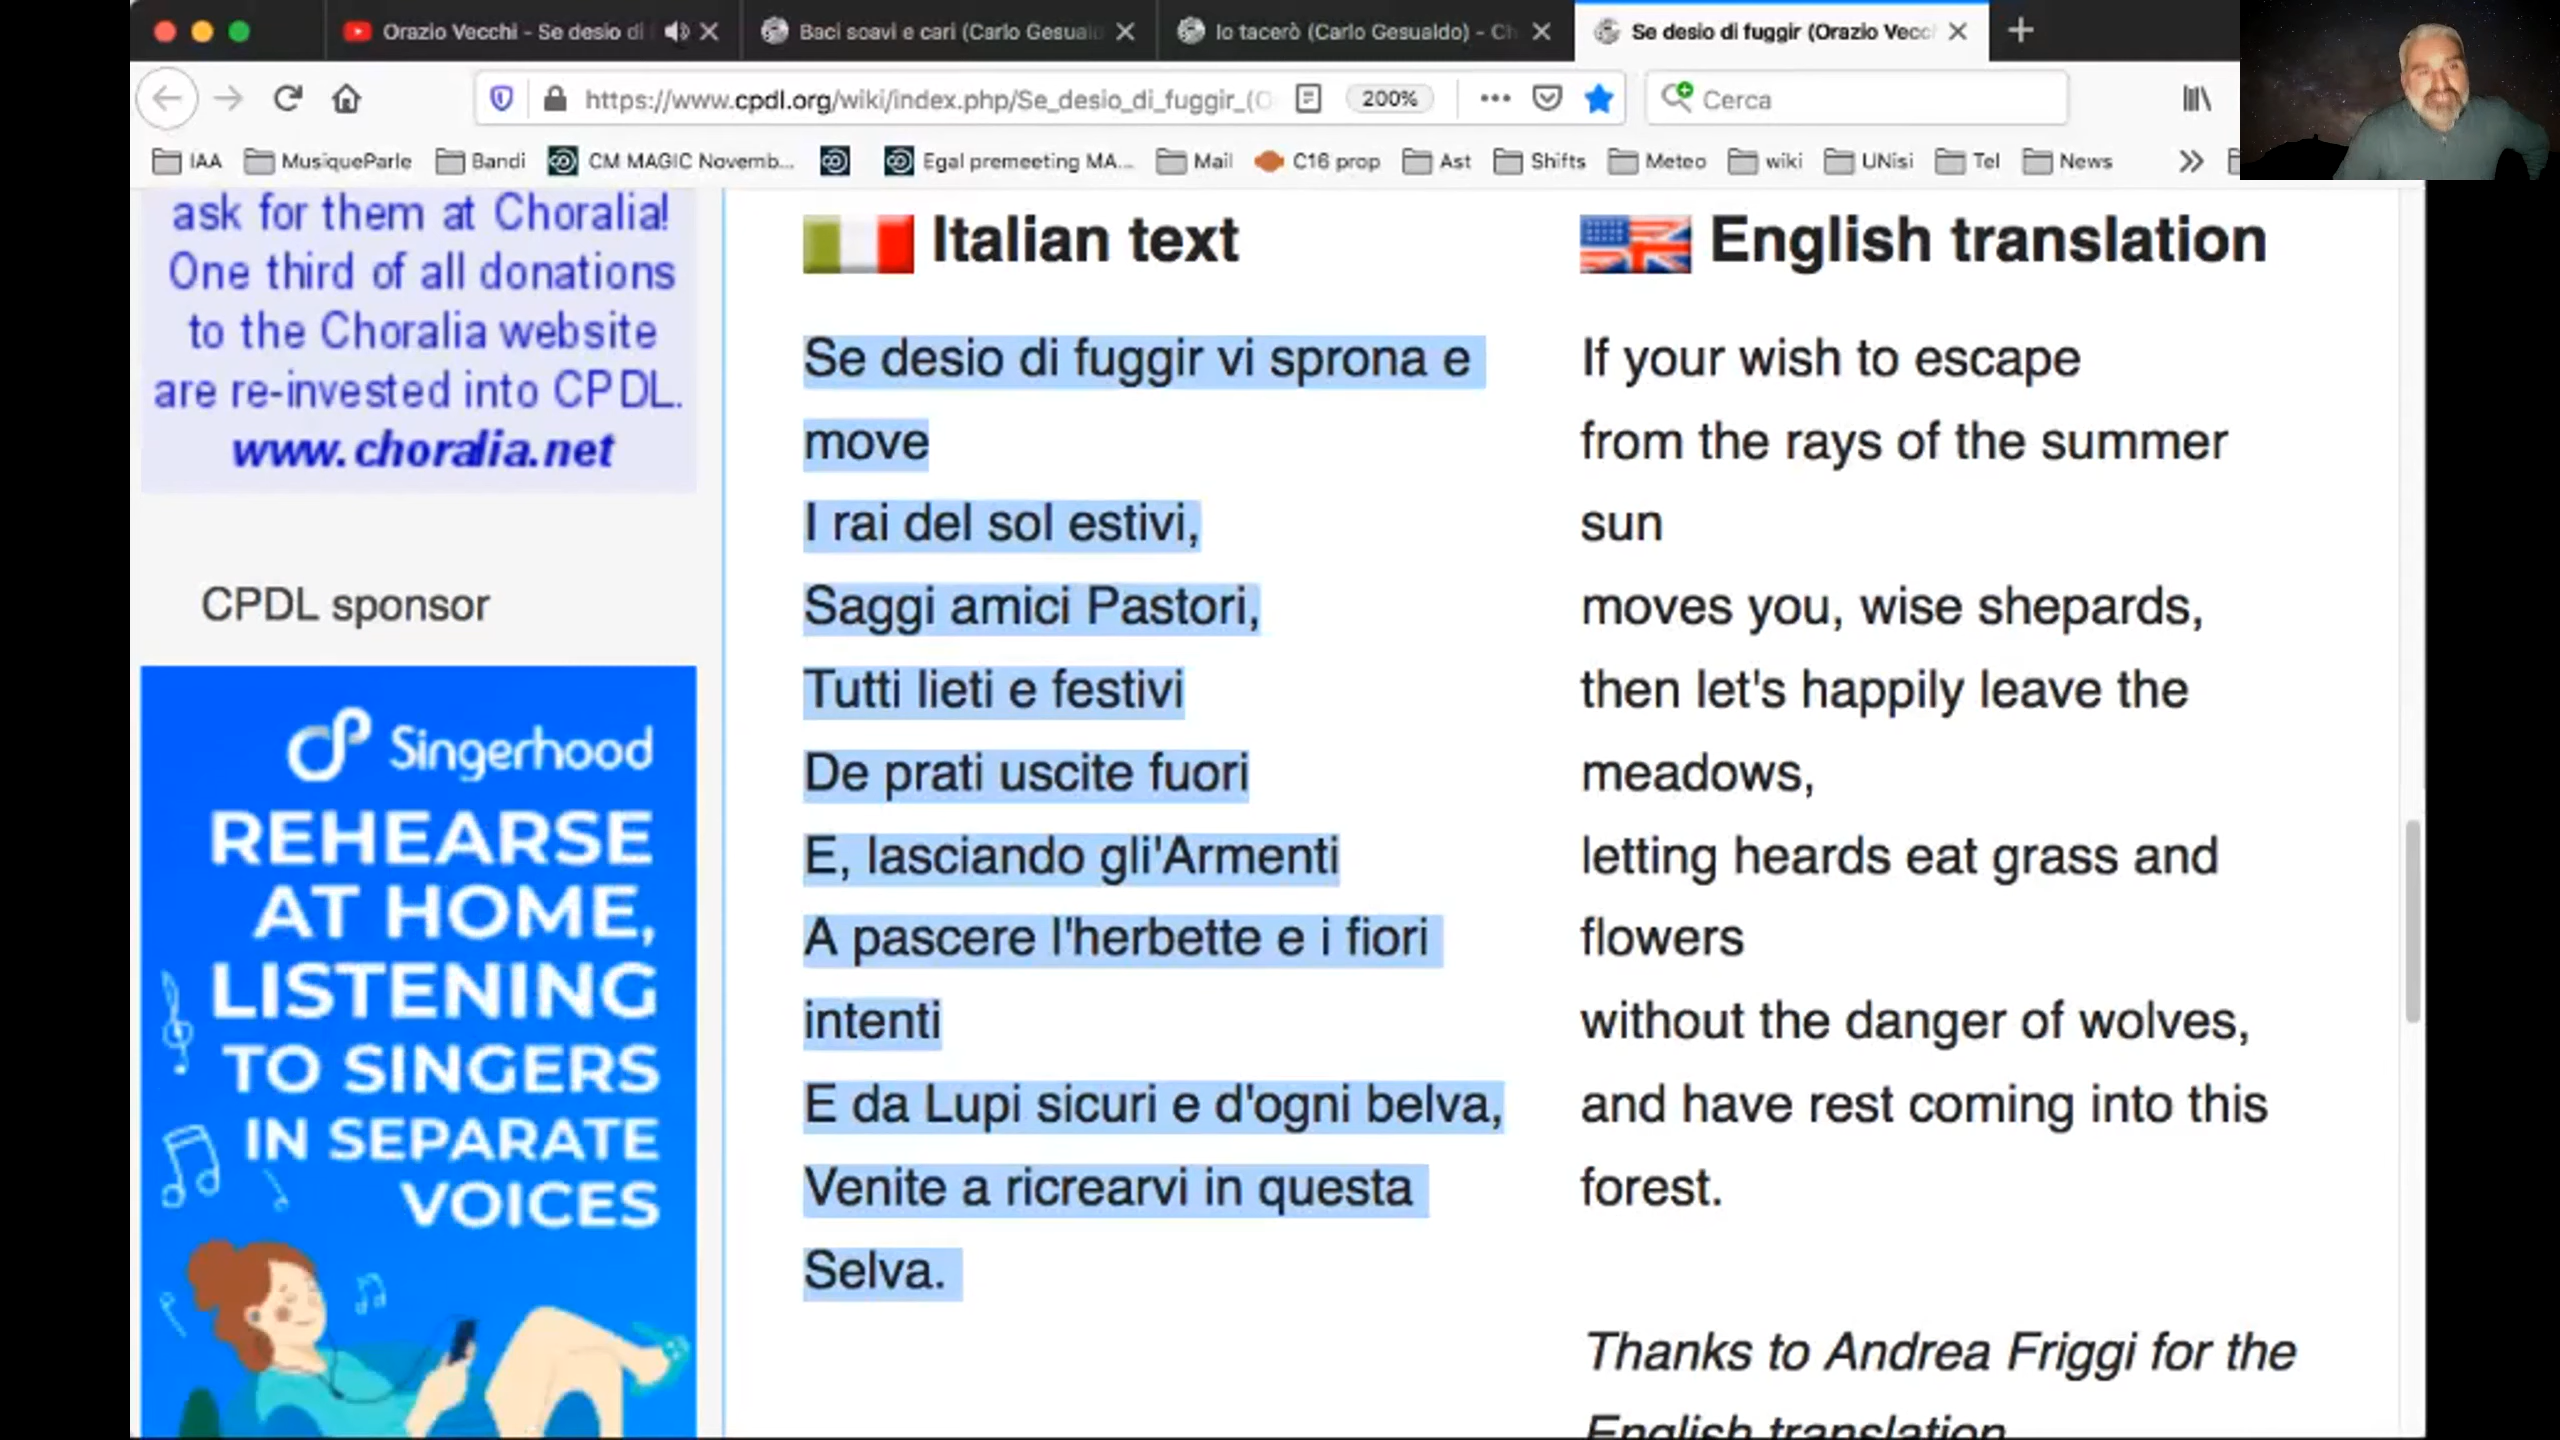 Orazio Vecchi - Se desio di
Baci soavi e cari (Carlo Gesual
Io tacerò (Carlo Gesualdo) - Ch
Se desio di fuggir (Orazio Vecc
https://www.cpdl.org/wiki/index.php/Se_desio_di_fuggir_(O
200%
Cerca
IAA
MusiqueParle
Bandi
CM MAGIC Novemb...
Egal premeeting MA...
Mail
C16 prop
Ast
Shifts
Meteo
wiki
UNisi
Tel
News
ask for them at Choralia!
One third of all donations
to the Choralia website
are re-invested into CPDL.
www.choralia.net
CPDL sponsor
Singerhood
REHEARSE
AT HOME,
LISTENING
TO SINGERS
IN SEPARATE
VOICES
Italian text
Se desio di fuggir vi sprona e
move
I rai del sol estivi,
Saggi amici Pastori,
Tutti lieti e festivi
De prati uscite fuori
E, lasciando gli'Armenti
A pascere l'herbette e i fiori
intenti
E da Lupi sicuri e d'ogni belva,
Venite a ricrearvi in questa
Selva.
English translation
If your wish to escape
from the rays of the summer
sun
moves you, wise shepards,
then let's happily leave the
meadows,
letting heards eat grass and
flowers
without the danger of wolves,
and have rest coming into this
forest.
Thanks to Andrea Friggi for the
English translation